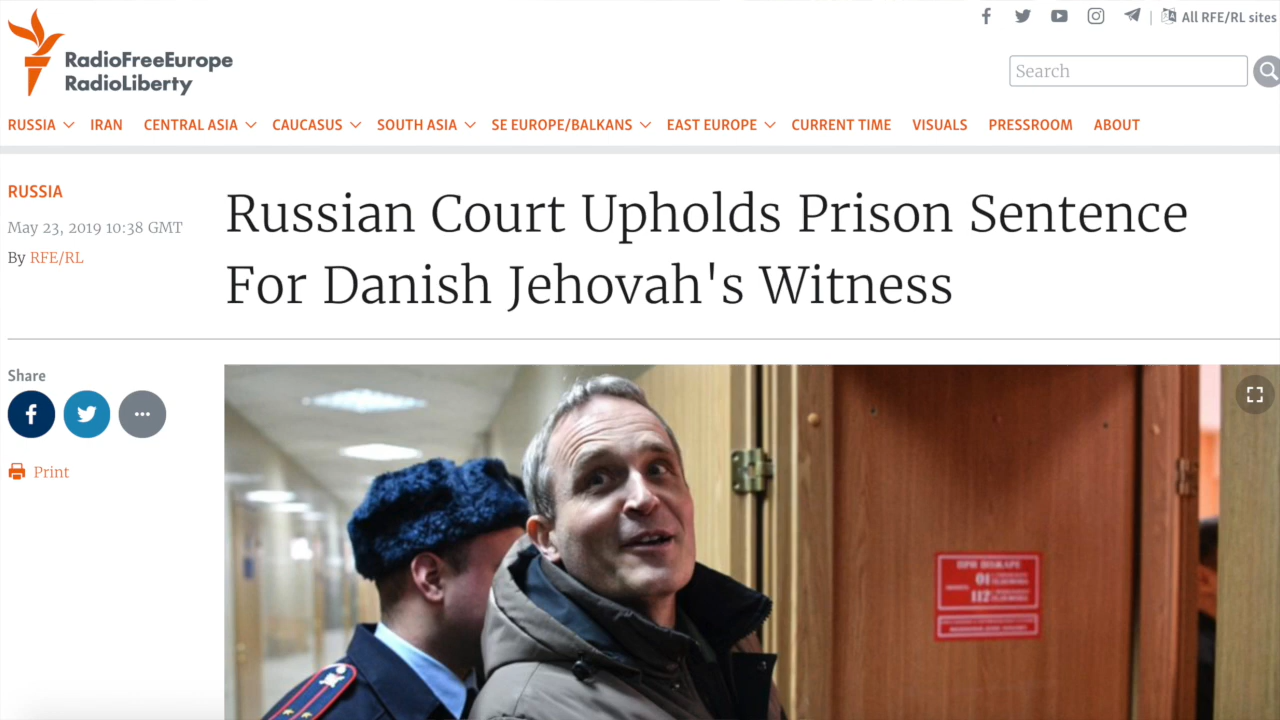 All RFE/RL sites
RadioFreeEurope
RadioLiberty
Search
RUSSIA IRAN CENTRAL ASIA CAUCASUS SOUTH ASIA SE EUROPE/BALKANS EAST EUROPE CURRENT TIME VISUALS PRESSROOM ABOUT
RUSSIA
May 23, 2019 10:38 GMT
By RFE/RL
Russian Court Upholds Prison Sentence
For Danish Jehovah's Witness
Share
Print
ПРИ ПОЖАРЕ
01
112